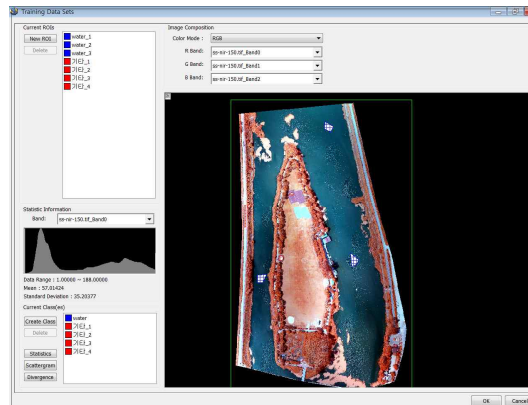 Training Data Sets
Current ROIs
New ROI
Delete
water_1
water_2
water_3
기타_1
기타_2
기타_3
기타_4
Image Composition
Color Mode :
RGB
R Band:
ss-nir-150.tif_Band0
G Band:
ss-nir-150.tif_Band1
B Band:
ss-nir-150.tif_Band2
Statistic Information
Band:
ss-nir-150.tif_Band0
Data Range : 1.00000 ~ 188.00000
Mean : 57.01424
Standard Deviation : 35.20377
Current Class(es)
Create Class
Delete
Statistics
Scattergram
Divergence
water
기타_1
기타_2
기타_3
기타_4
OK
Cancel